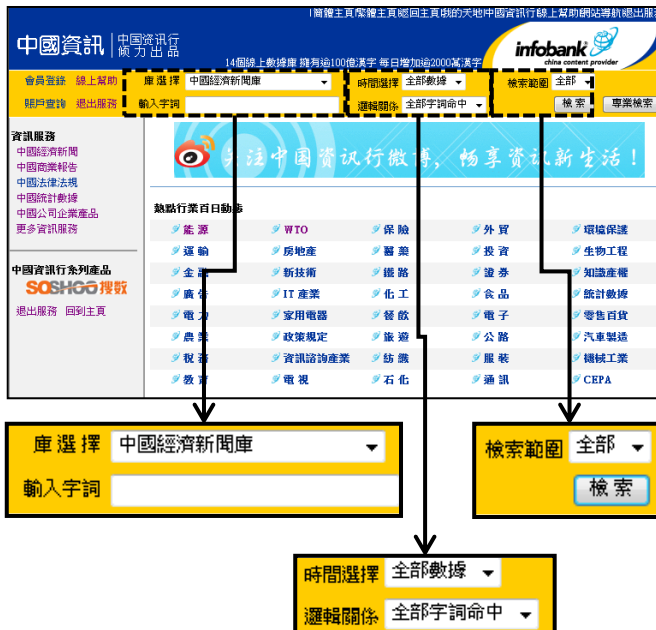 簡體主頁 繁體主頁 返回主頁 我的天地 中國資訊行 線上幫助 網站導航 退出服務
中國資訊
中国资讯行
倾力出品
14個線上數據庫 擁有逾100億漢字 每日增加逾2000萬漢字
infobank
china content provider
會員登錄 線上幫助
賬戶查詢 退出服務
庫選擇 中國經濟新聞庫
時間選擇 全部數據
檢索範圍 全部
輸入字詞
邏輯關係 全部字詞命中
檢索 專業檢索
資訊服務
中國經濟新聞
中國商業報告
中國法律法規
中國統計數據
中國公司企業產品
更多資訊服務
中國資訊行系列產品
SOSHOO搜数
退出服務 回到主頁
关注中国资讯行微博，畅享资讯新生活！
熱點行業百日動態
能源 WTO 保險 外貿 環境保護
運輸 房地產 醫藥 投資 生物工程
金融 新技術 鐵路 證券 知識產權
廣告 IT產業 化工 食品 統計數據
電力 家用電器 餐飲 電子 零售百貨
農業 政策規定 旅遊 公路 汽車製造
稅務 資訊諮詢產業 紡織 服裝 機械工業
教育 電視 石化 通訊 CEPA
庫選擇 中國經濟新聞庫
輸入字詞
檢索範圍 全部
檢索
時間選擇 全部數據
邏輯關係 全部字詞命中